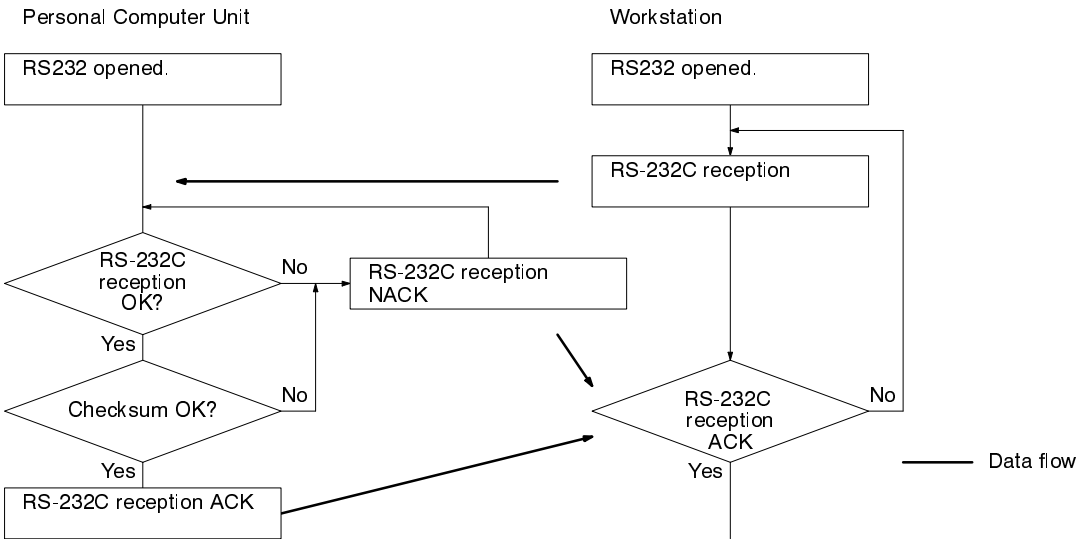 Personal Computer Unit
Workstation
RS232 opened.
RS232 opened.
RS-232C reception
RS-232C
reception
OK?
No
RS-232C reception
NACK
Yes
Checksum OK?
No
RS-232C
reception
ACK
No
Yes
Yes
Data flow
RS-232C reception ACK